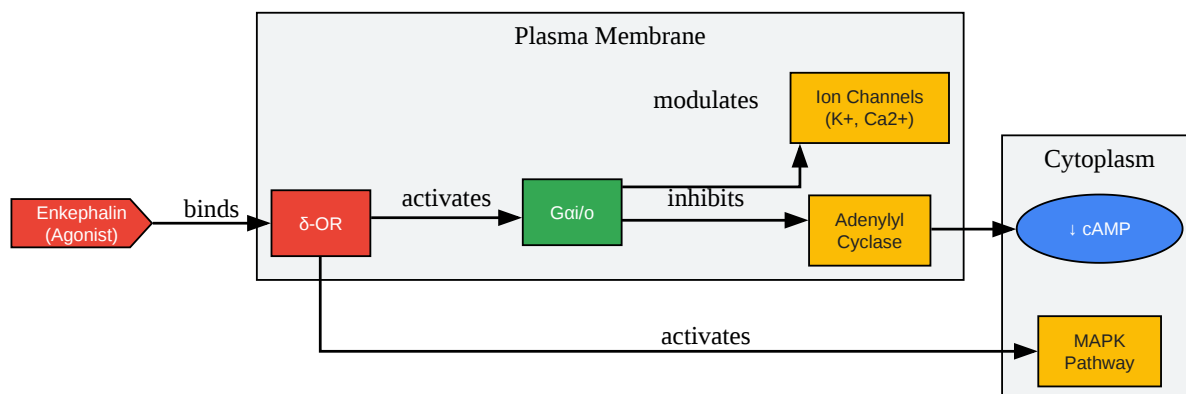 Plasma Membrane
modulates
Ion Channels
(K+, Ca2+)
Cytoplasm
Enkephalin
(Agonist)
binds
δ-OR
activates
Gαi/o
inhibits
Adenylyl
Cyclase
↓ cAMP
activates
MAPK
Pathway